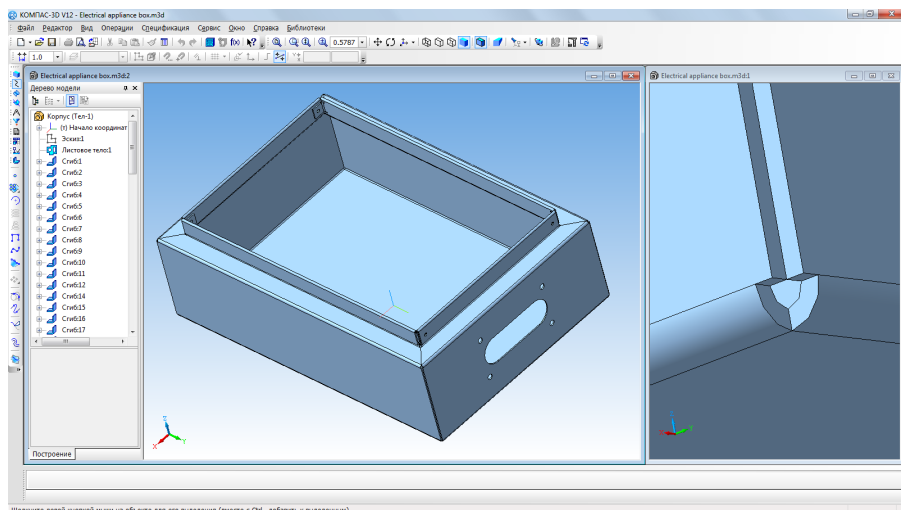 КОМПАС-3D V12 - Electrical appliance box.m3d
Файл Редактор Вид Операции Спецификация Сервис Окно Справка Библиотеки
0.5787
1.0
Electrical appliance box.m3d:2
Electrical appliance box.m3d:1
Дерево модели
Корпус (Тел-1)
(т) Начало координат
Эскиз:1
Листовое тело:1
Сгиб:1
Сгиб:2
Сгиб:3
Сгиб:4
Сгиб:5
Сгиб:6
Сгиб:7
Сгиб:8
Сгиб:9
Сгиб:10
Сгиб:11
Сгиб:12
Сгиб:14
Сгиб:15
Сгиб:16
Сгиб:17
Построение
Z
X
Y
Z
X
Y